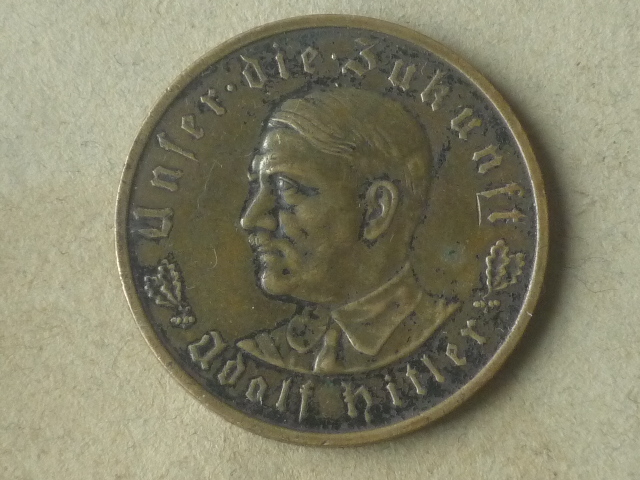 Unser · die · Zukunft
Adolf Hitler